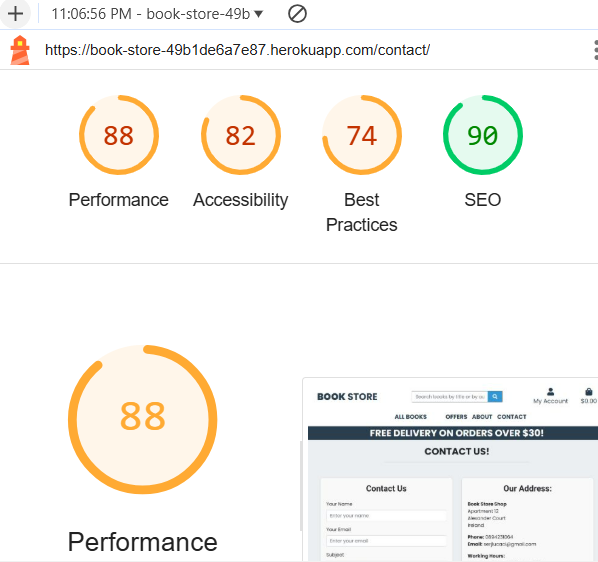 11:06:56 PM - book-store-49b
https://book-store-49b1de6a7e87.herokuapp.com/contact/
88 82 74 90
Performance Accessibility Best Practices SEO
88
Performance
BOOK STORE
Search books by title or by au
My Account $0.00
ALL BOOKS OFFERS ABOUT CONTACT
FREE DELIVERY ON ORDERS OVER $30!
CONTACT US!
Contact Us
Your Name
Enter your name
Your Email
Enter your email
Subject
Our Address:
Book Store Shop
Apartment 12
Alexander Court
Ireland
Phone: 0894231864
Email: serjiucaci@gmail.com
Working Hours: